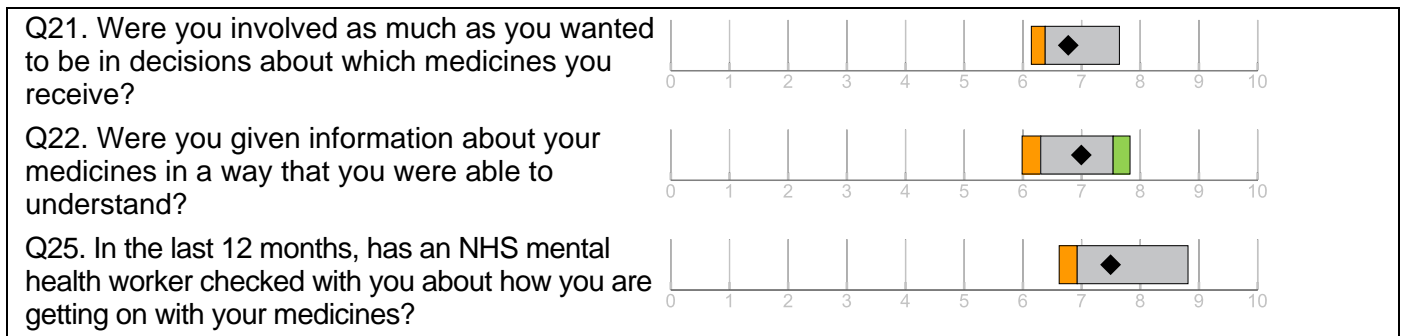 Q21. Were you involved as much as you wanted
to be in decisions about which medicines you
receive?
0 1 2 3 4 5 6 7 8 9 10
Q22. Were you given information about your
medicines in a way that you were able to
understand?
0 1 2 3 4 5 6 7 8 9 10
Q25. In the last 12 months, has an NHS mental
health worker checked with you about how you are
getting on with your medicines?
0 1 2 3 4 5 6 7 8 9 10